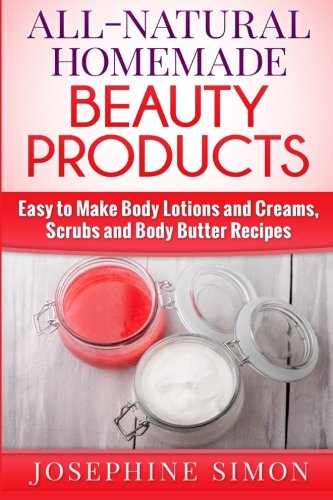 ALL-NATURAL
HOMEMADE
BEAUTY
PRODUCTS
Easy to Make Body Lotions and Creams,
Scrubs and Body Butter Recipes
JOSEPHINE SIMON